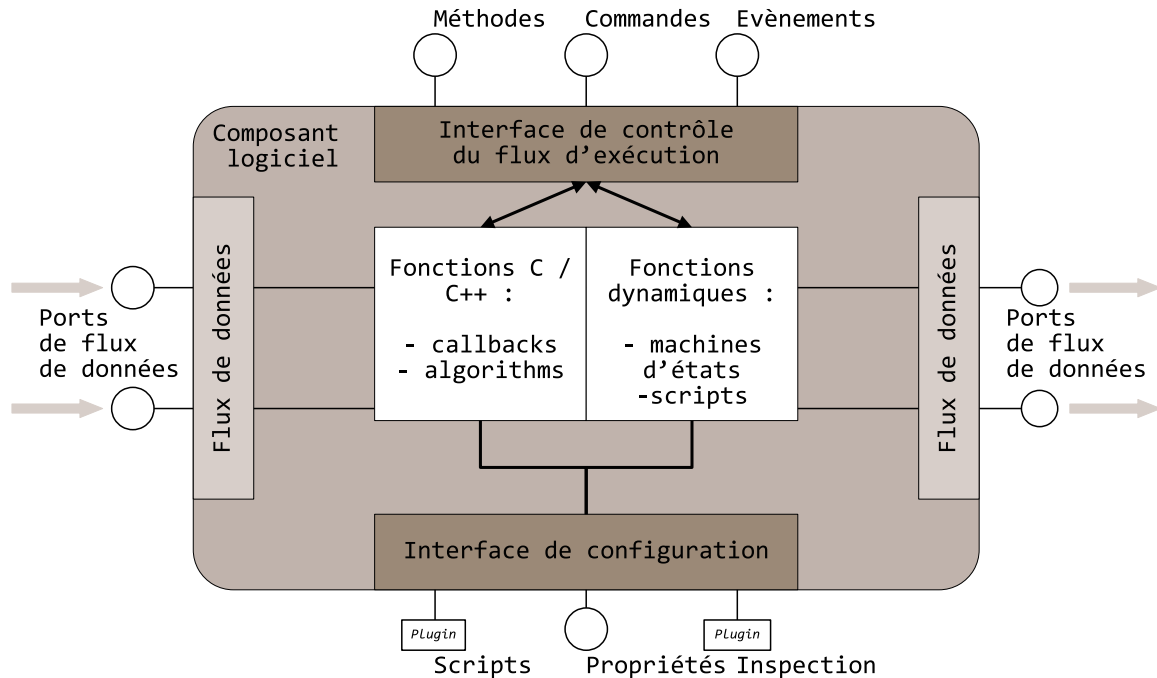 Méthodes
Commandes
Evènements
Composant
logiciel
Interface de contrôle
du flux d’exécution
Flux de données
Fonctions C /
C++ :
- callbacks
- algorithms
Fonctions
dynamiques :
- machines
d’états
-scripts
Flux de données
Ports
de flux
de données
Ports
de flux
de données
Interface de configuration
Plugin
Plugin
Scripts
Propriétés
Inspection